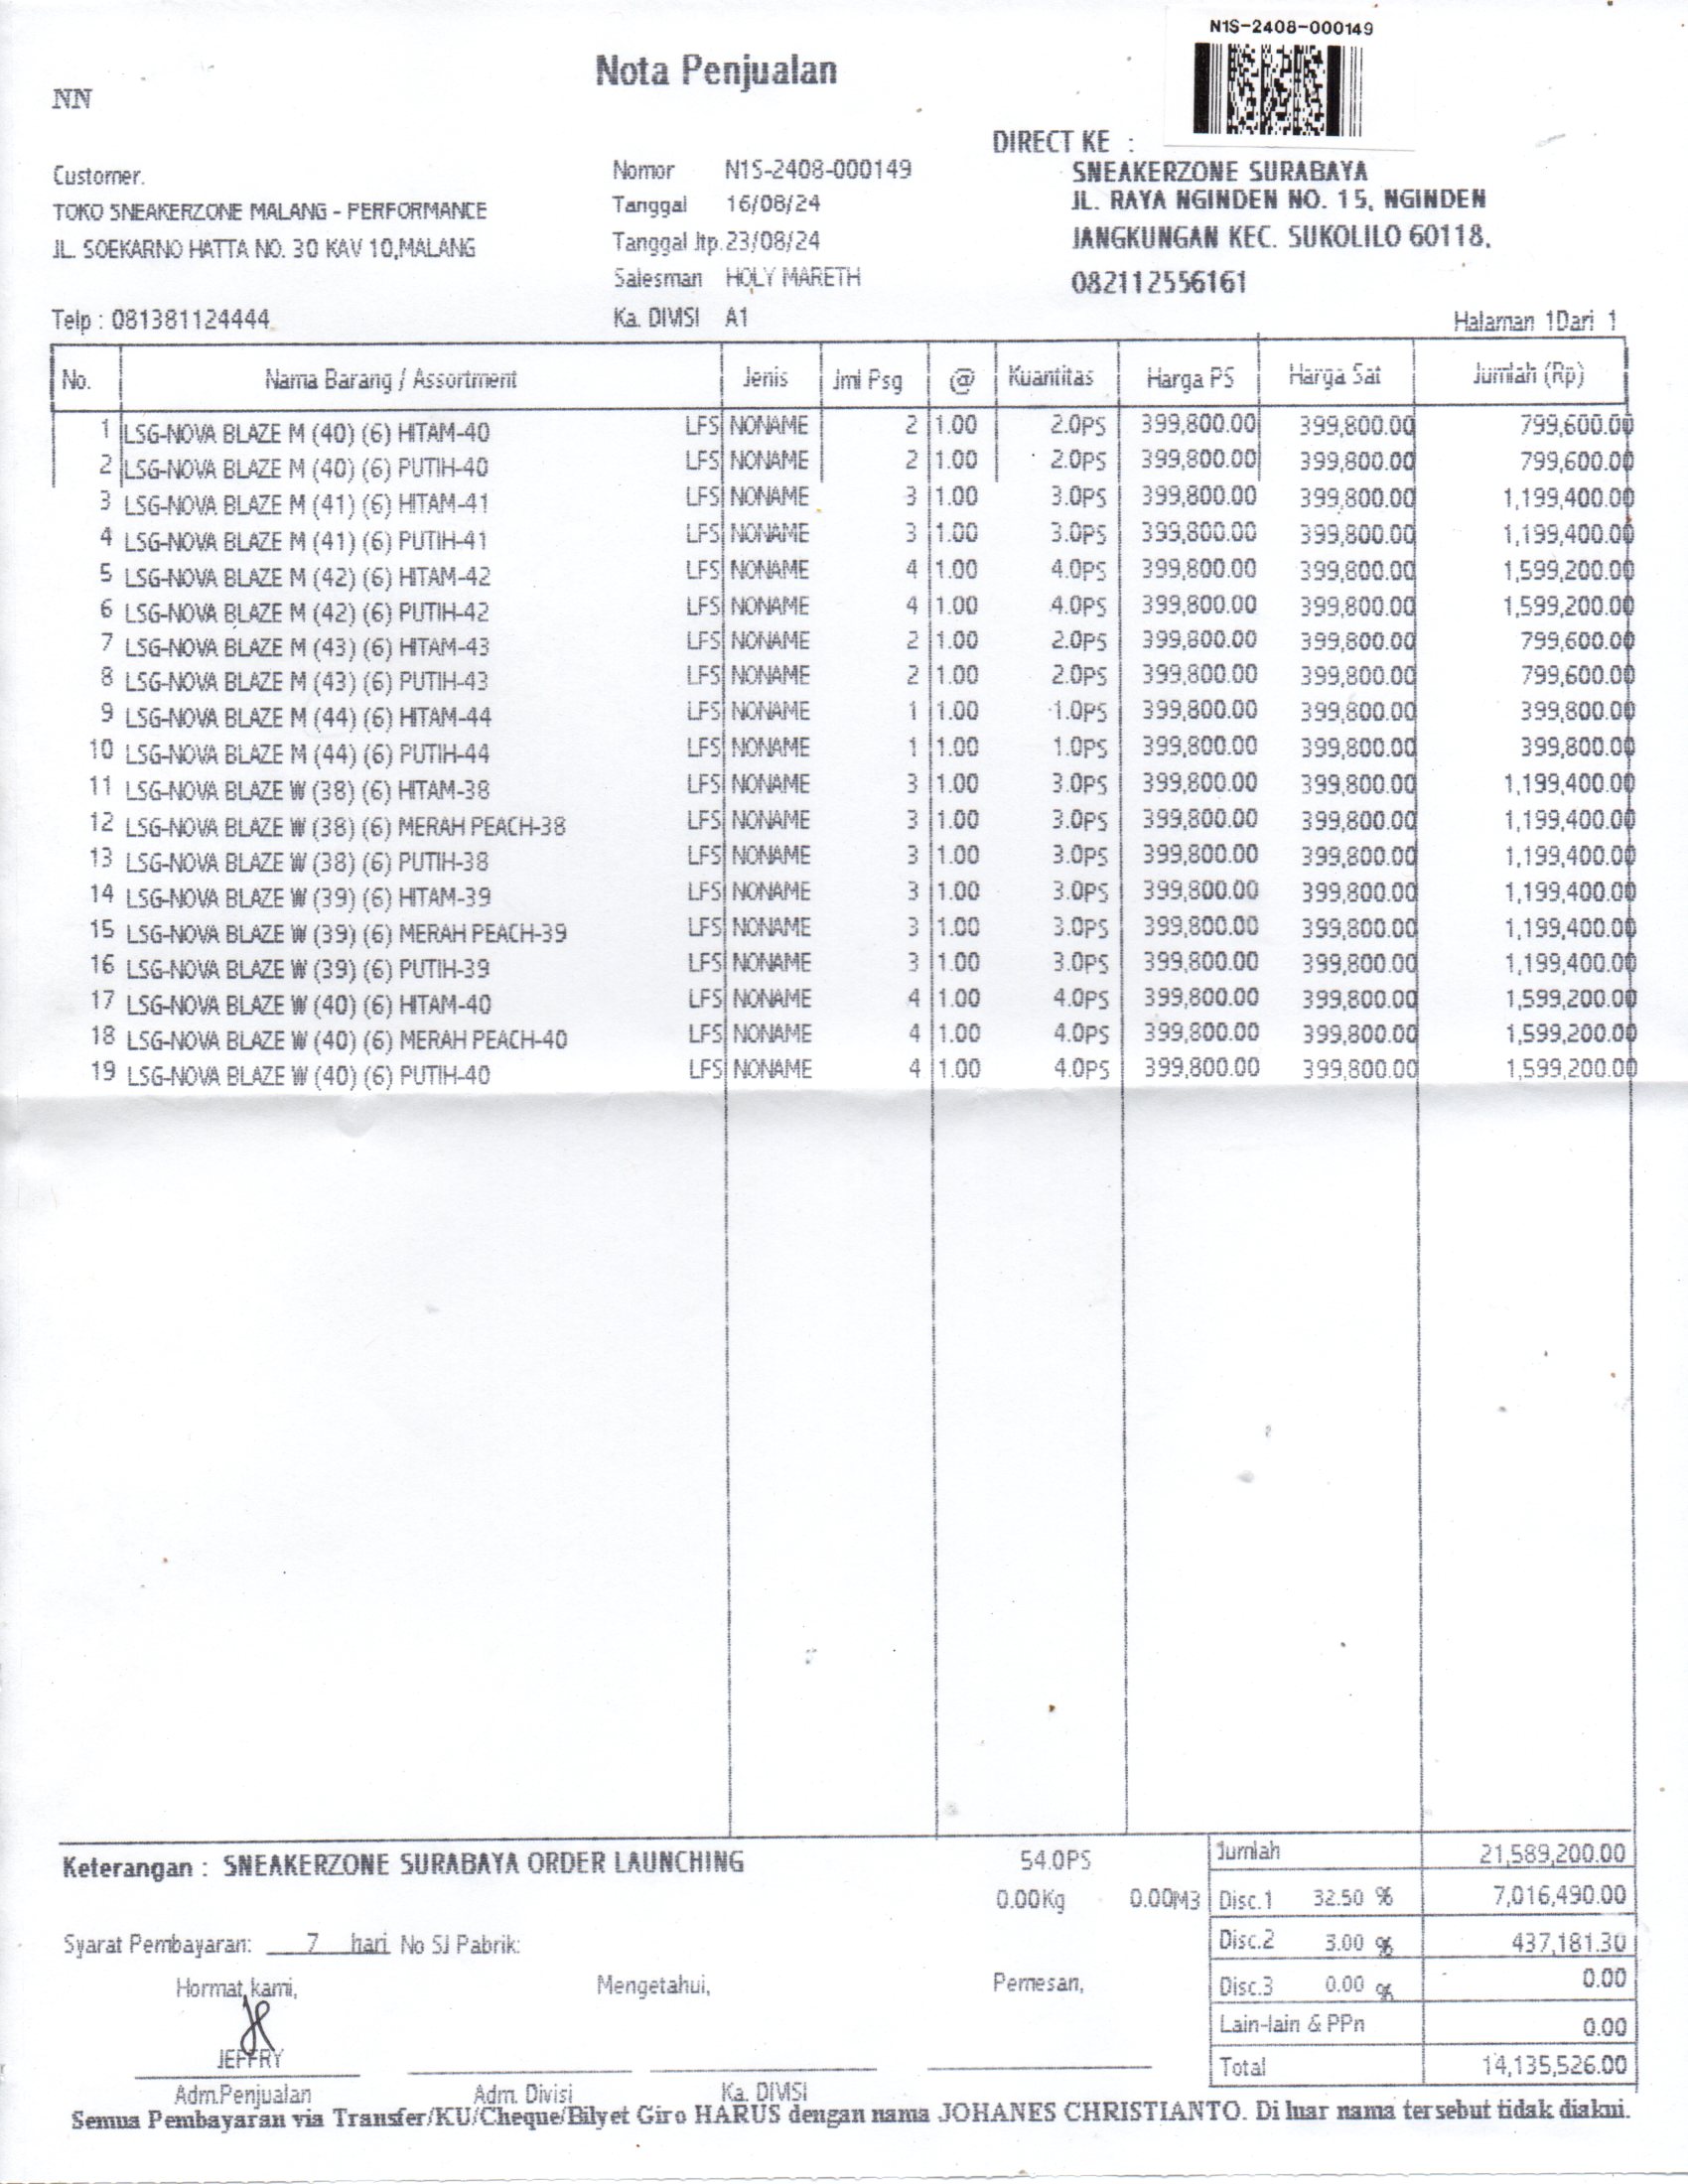 N1S-2408-000149
Nota Penjualan
NN
DIRECT KE :
SNEAKERZONE SURABAYA
JL. RAYA NGINDEN NO. 15, NGINDEN
JANGKUNGAN KEC. SUKOLILO 60118,
082112556161
Customer.
TOKO SNEAKERZONE MALANG - PERFORMANCE
JL. SOEKARNO HATTA NO. 30 KAV 10,MALANG
Telp : 081381124444
Nomor N1S-2408-000149
Tanggal 16/08/24
Tanggal Jtp. 23/08/24
Salesman HOLY MARETH
Ka. DIVISI A1
Halaman 1Dari 1
No. Nama Barang / Assortment Jenis Jml Psg @ Kuantitas Harga PS Harga Sat Jumlah (Rp)
1 LSG-NOVA BLAZE M (40) (6) HITAM-40 LFS NONAME 2 1.00 2.0PS 399,800.00 399,800.00 799,600.00
2 LSG-NOVA BLAZE M (40) (6) PUTIH-40 LFS NONAME 2 1.00 2.0PS 399,800.00 399,800.00 799,600.00
3 LSG-NOVA BLAZE M (41) (6) HITAM-41 LFS NONAME 3 1.00 3.0PS 399,800.00 399,800.00 1,199,400.00
4 LSG-NOVA BLAZE M (41) (6) PUTIH-41 LFS NONAME 3 1.00 3.0PS 399,800.00 399,800.00 1,199,400.00
5 LSG-NOVA BLAZE M (42) (6) HITAM-42 LFS NONAME 4 1.00 4.0PS 399,800.00 399,800.00 1,599,200.00
6 LSG-NOVA BLAZE M (42) (6) PUTIH-42 LFS NONAME 4 1.00 4.0PS 399,800.00 399,800.00 1,599,200.00
7 LSG-NOVA BLAZE M (43) (6) HITAM-43 LFS NONAME 2 1.00 2.0PS 399,800.00 399,800.00 799,600.00
8 LSG-NOVA BLAZE M (43) (6) PUTIH-43 LFS NONAME 2 1.00 2.0PS 399,800.00 399,800.00 799,600.00
9 LSG-NOVA BLAZE M (44) (6) HITAM-44 LFS NONAME 1 1.00 1.0PS 399,800.00 399,800.00 399,800.00
10 LSG-NOVA BLAZE M (44) (6) PUTIH-44 LFS NONAME 1 1.00 1.0PS 399,800.00 399,800.00 399,800.00
11 LSG-NOVA BLAZE W (38) (6) HITAM-38 LFS NONAME 3 1.00 3.0PS 399,800.00 399,800.00 1,199,400.00
12 LSG-NOVA BLAZE W (38) (6) MERAH PEACH-38 LFS NONAME 3 1.00 3.0PS 399,800.00 399,800.00 1,199,400.00
13 LSG-NOVA BLAZE W (38) (6) PUTIH-38 LFS NONAME 3 1.00 3.0PS 399,800.00 399,800.00 1,199,400.00
14 LSG-NOVA BLAZE W (39) (6) HITAM-39 LFS NONAME 3 1.00 3.0PS 399,800.00 399,800.00 1,199,400.00
15 LSG-NOVA BLAZE W (39) (6) MERAH PEACH-39 LFS NONAME 3 1.00 3.0PS 399,800.00 399,800.00 1,199,400.00
16 LSG-NOVA BLAZE W (39) (6) PUTIH-39 LFS NONAME 3 1.00 3.0PS 399,800.00 399,800.00 1,199,400.00
17 LSG-NOVA BLAZE W (40) (6) HITAM-40 LFS NONAME 4 1.00 4.0PS 399,800.00 399,800.00 1,599,200.00
18 LSG-NOVA BLAZE W (40) (6) MERAH PEACH-40 LFS NONAME 4 1.00 4.0PS 399,800.00 399,800.00 1,599,200.00
19 LSG-NOVA BLAZE W (40) (6) PUTIH-40 LFS NONAME 4 1.00 4.0PS 399,800.00 399,800.00 1,599,200.00
Keterangan : SNEAKERZONE SURABAYA ORDER LAUNCHING
54.0PS
0.00Kg 0.00M3
Jumlah 21,589,200.00
Disc.1 32.50 % 7,016,490.00
Disc.2 3.00 % 437,181.30
Disc.3 0.00 % 0.00
Lain-lain & PPn 0.00
Total 14,135,526.00
Syarat Pembayaran: 7 hari No SJ Pabrik:
Hormat kami, Mengetahui, Pemesan,
JEFFRY
Adm.Penjualan Adm. Divisi Ka. DIVISI
Semua Pembayaran via Transfer/KU/Cheque/Bilyet Giro HARUS dengan nama JOHANES CHRISTIANTO. Di luar nama tersebut tidak diakui.